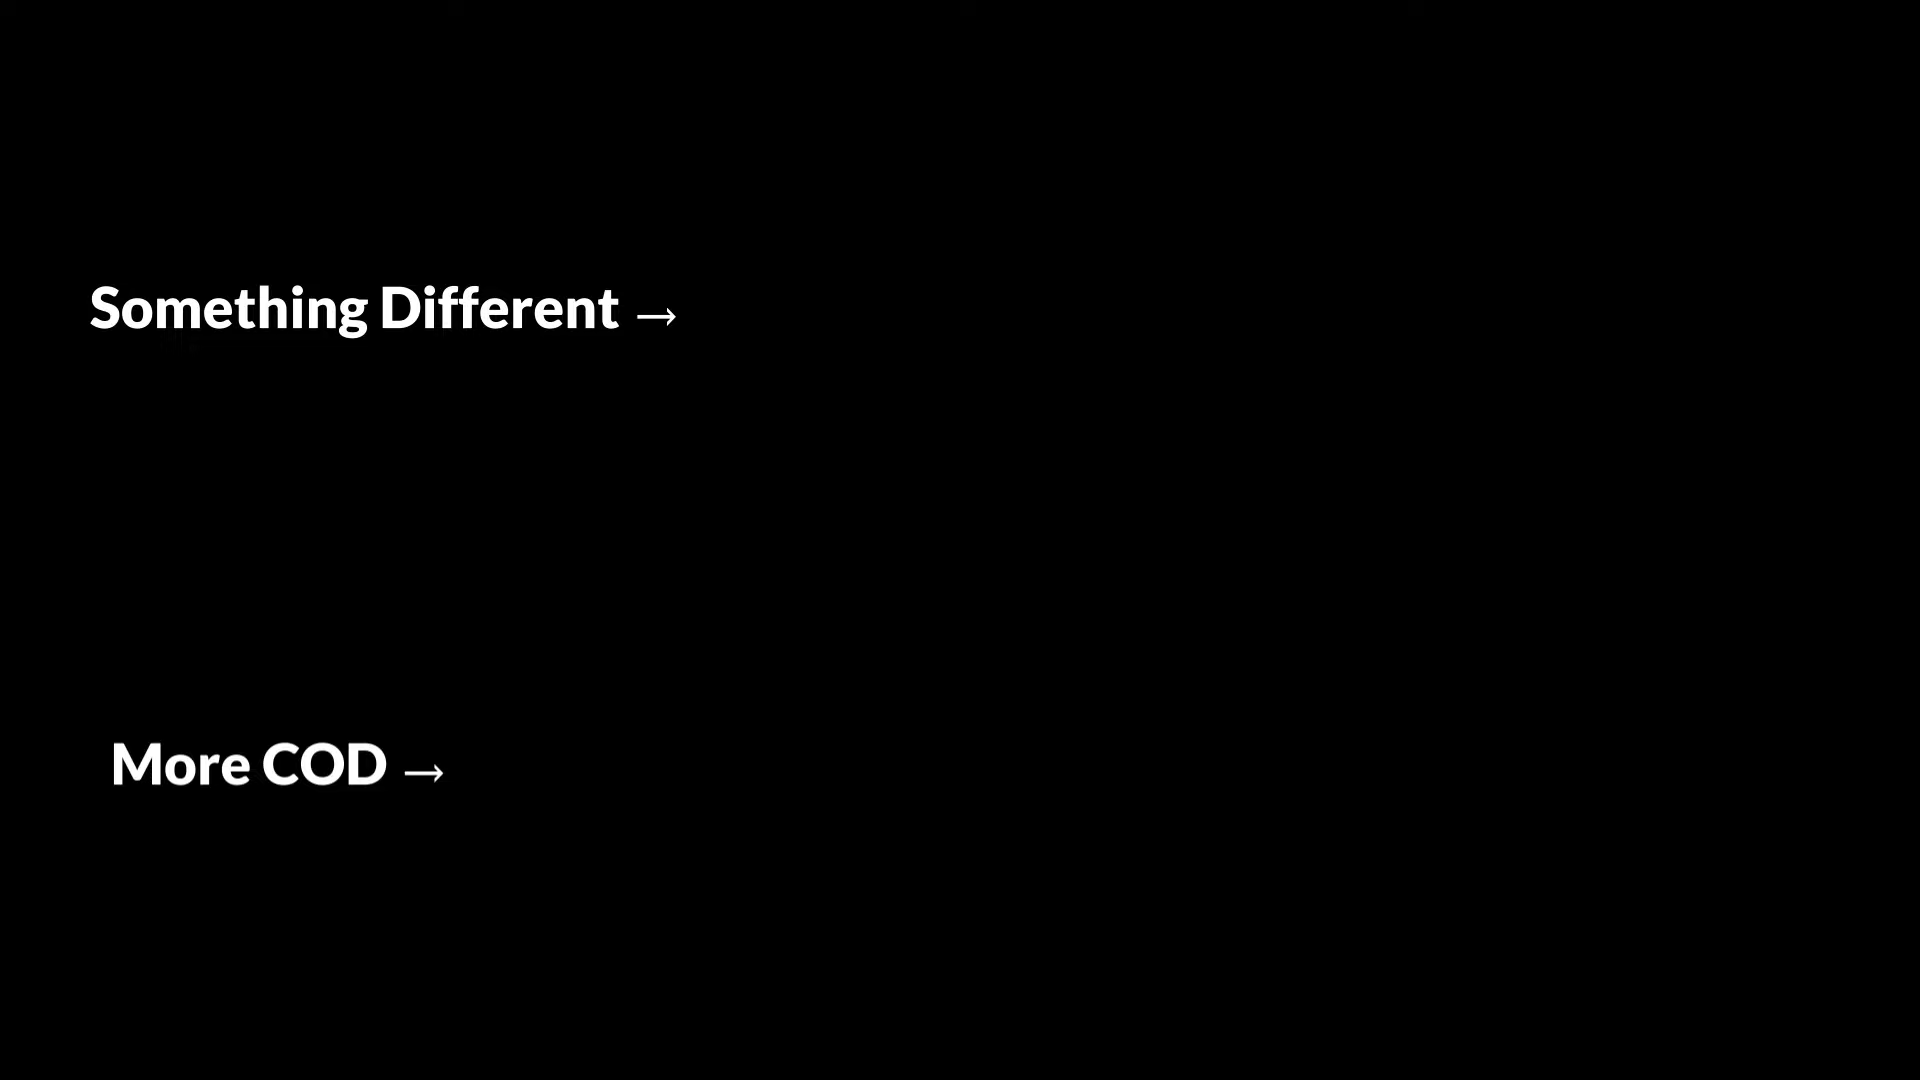 Something Different →
More COD →